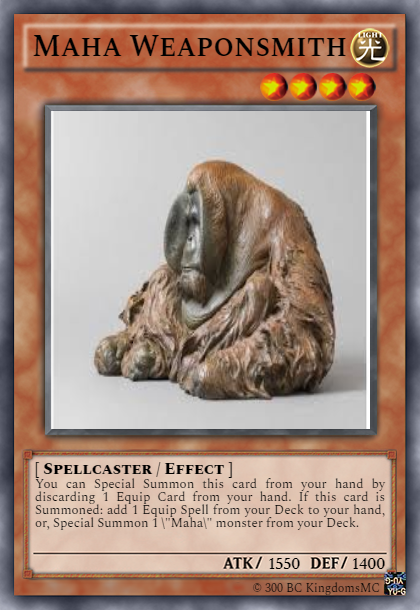 MAHA WEAPONSMITH
LIGHT
光
[ SPELLCASTER / EFFECT ]
You can Special Summon this card from your hand by
discarding 1 Equip Card from your hand. If this card is
Summoned: add 1 Equip Spell from your Deck to your hand,
or, Special Summon 1 \"Maha\" monster from your Deck.
ATK/ 1550 DEF/ 1400
© 300 BC KingdomsMC